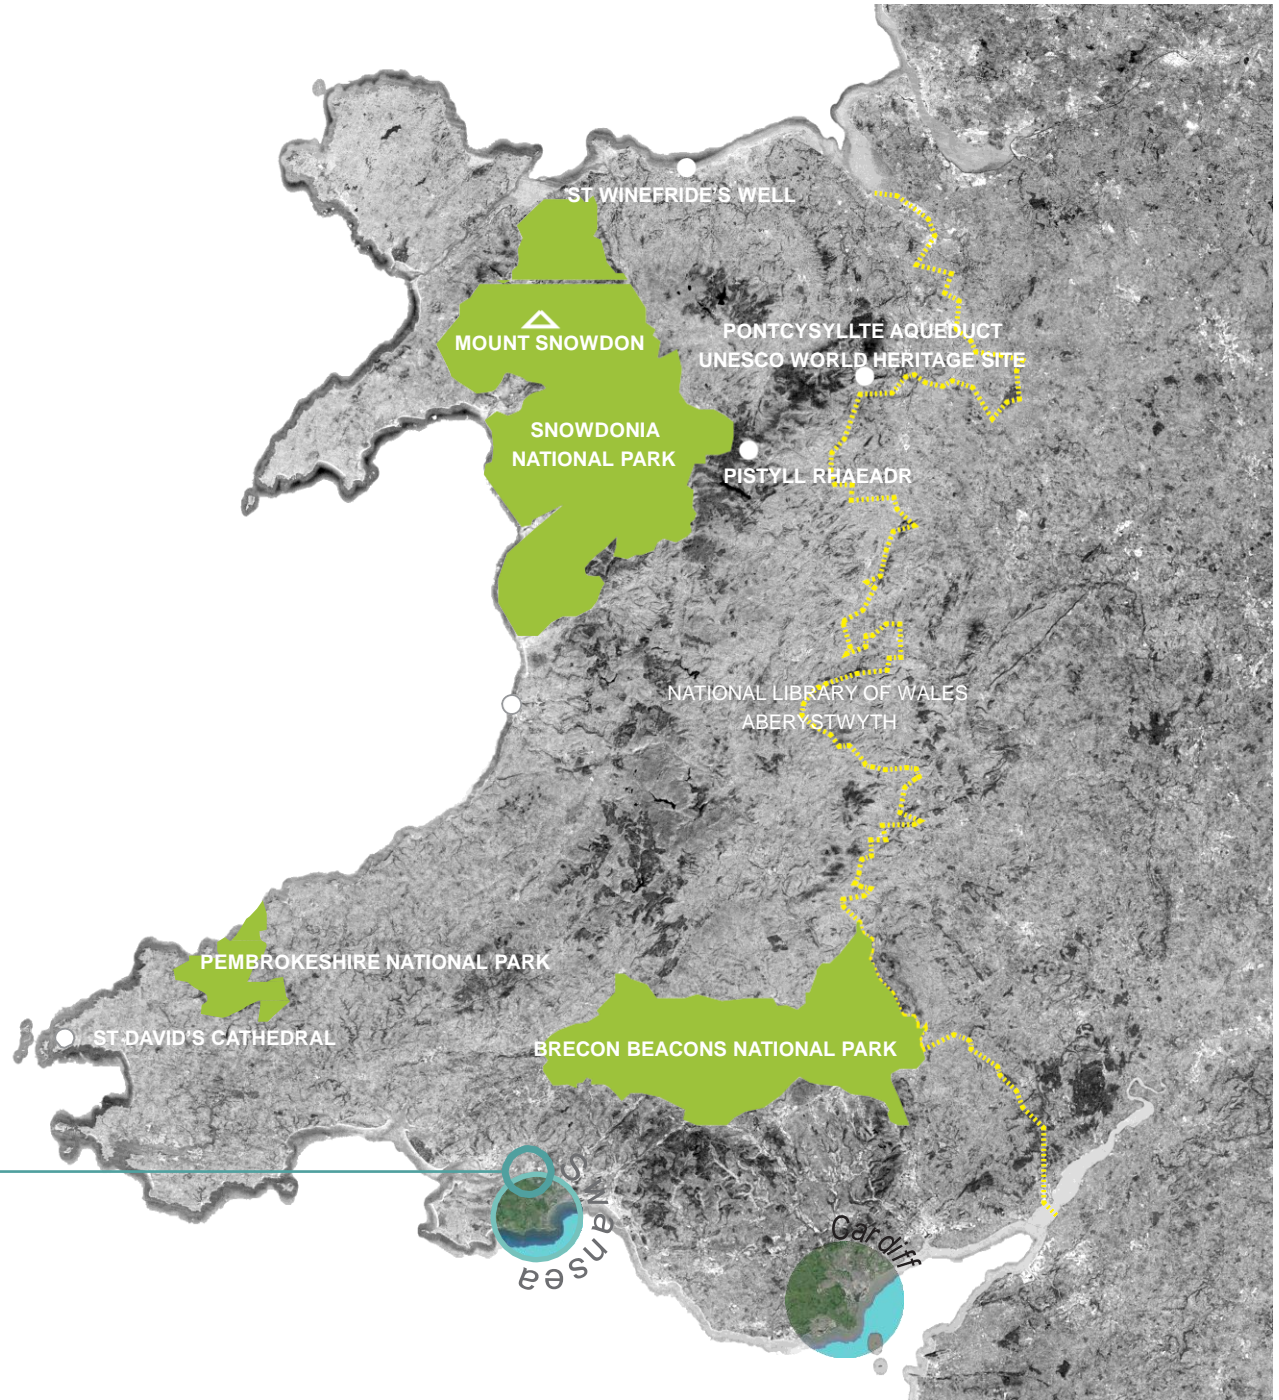 ST WINEFRIDE'S WELL
PONTCYSYLLTE AQUEDUCT
UNESCO WORLD HERITAGE SITE
MOUNT SNOWDON
SNOWDONIA
NATIONAL PARK
PISTYLL RHAEADR
NATIONAL LIBRARY OF WALES
ABERYSTWYTH
PEMBROKESHIRE NATIONAL PARK
ST DAVID'S CATHEDRAL
BRECON BEACONS NATIONAL PARK
Swansea
Cardiff